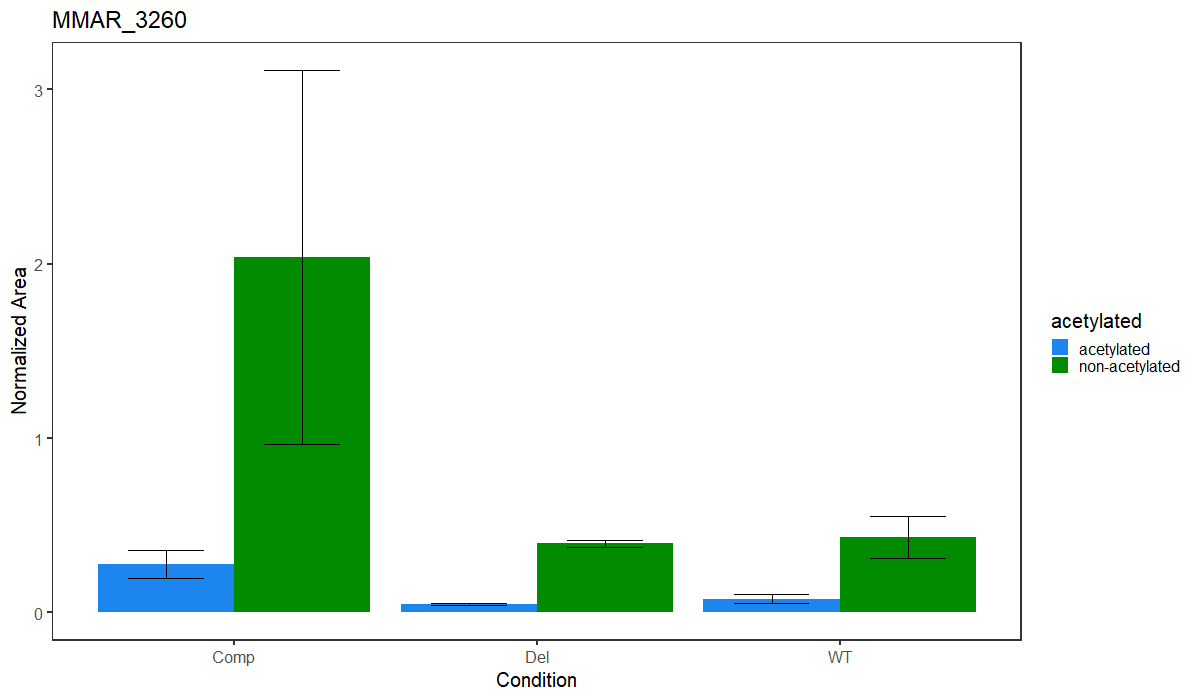 MMAR_3260
3
2
1
0
Normalized Area
Comp
Del
WT
Condition
acetylated
acetylated
non-acetylated